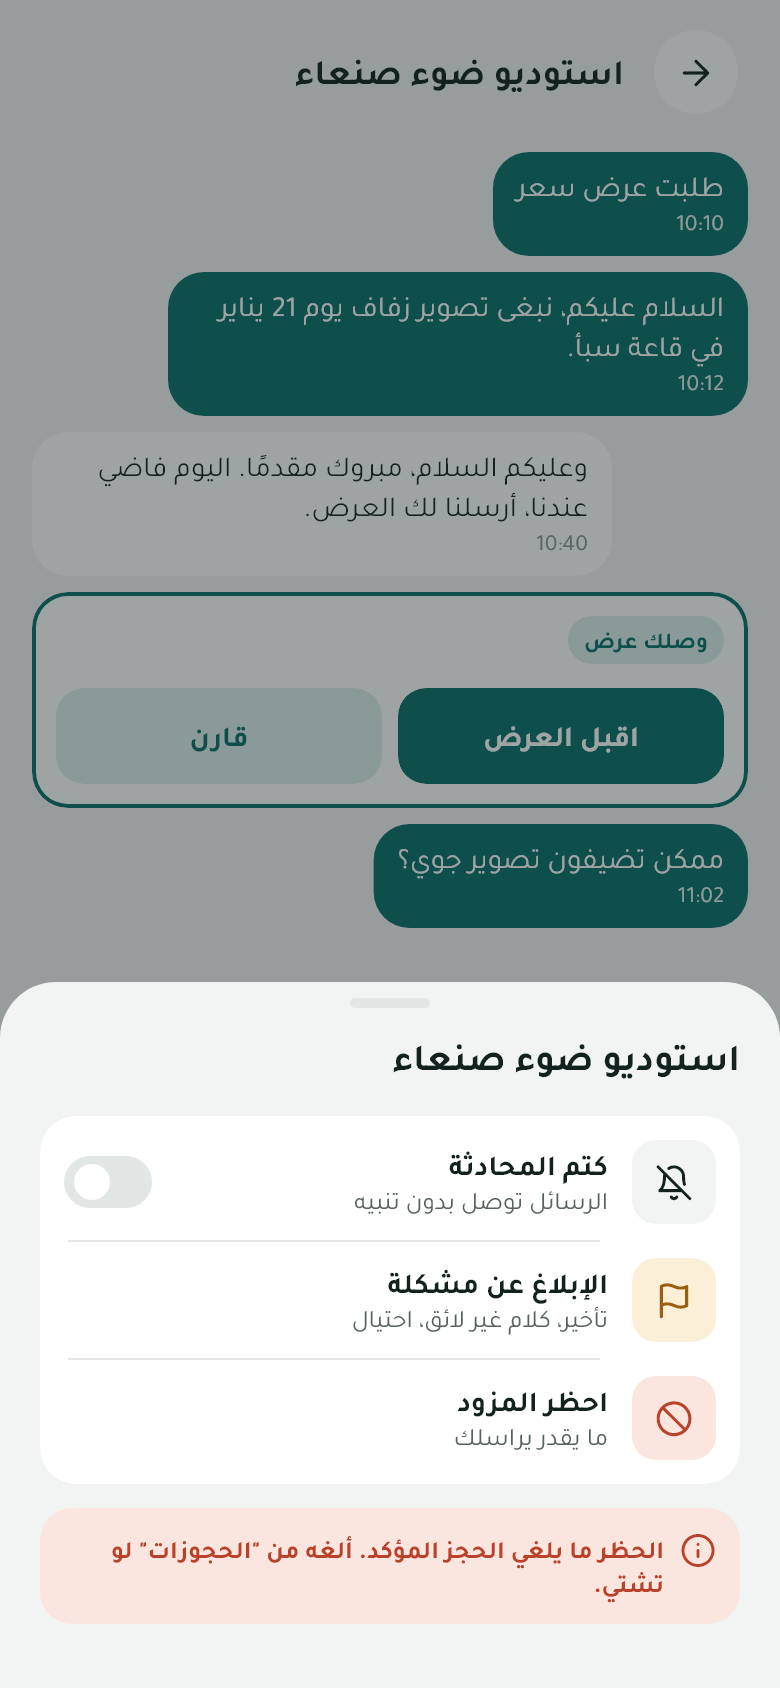 استوديو ضوء صنعاء
طلبت عرض سعر
10:10
السلام عليكم، نبغى تصوير زفاف يوم 21 يناير
في قاعة سبأ.
10:12
وعليكم السلام، مبروك مقدمًا. اليوم فاضي
عندنا، أرسلنا لك العرض.
10:40
وصلك عرض
اقبل العرض
قارن
ممكن تضيفون تصوير جوي؟
11:02
استوديو ضوء صنعاء
كتم المحادثة
الرسائل توصل بدون تنبيه
الإبلاغ عن مشكلة
تأخير، كلام غير لائق، احتيال
احظر المزود
ما يقدر يراسلك
الحظر ما يلغي الحجز المؤكد. ألغه من "الحجوزات" لو
تشتي.